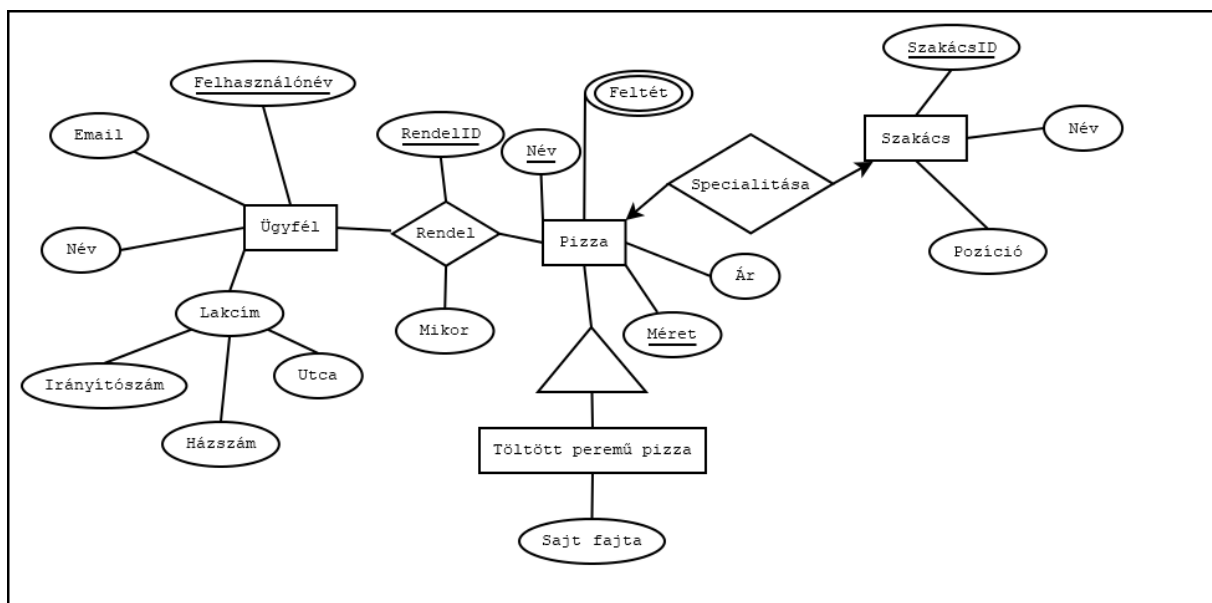 SzakácsID
Felhasználónév
Feltét
Email
RendelID
Név
Szakács
Név
Specialitása
Ügyfél
Rendel
Pizza
Név
Pozíció
Ár
Lakcím
Mikor
Méret
Irányítószám
Utca
Házszám
Töltött peremű pizza
Sajt fajta